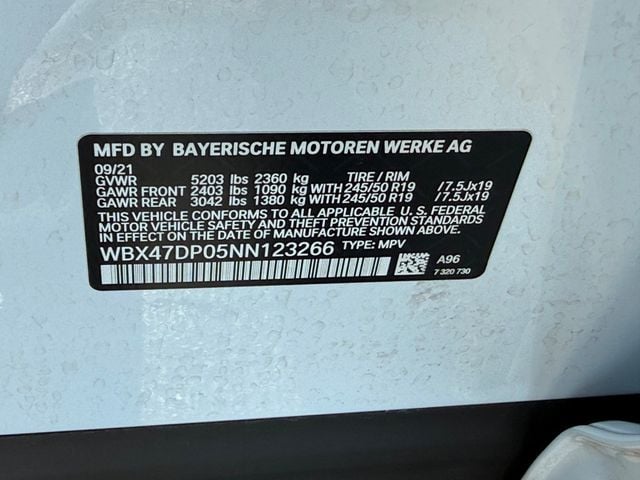 MFD BY BAYERISCHE MOTOREN WERKE AG
09/21
GVWR 5203 lbs 2360 kg TIRE / RIM
GAWR FRONT 2403 lbs 1090 kg WITH 245/50 R19 /7.5Jx19
GAWR REAR 3042 lbs 1380 kg WITH 245/50 R19 /7.5Jx19
THIS VEHICLE CONFORMS TO ALL APPLICABLE U.S. FEDERAL
MOTOR VEHICLE SAFETY AND THEFT PREVENTION STANDARDS
IN EFFECT ON THE DATE OF MANUFACTURE SHOWN ABOVE.
WBX47DP05NN123266 TYPE: MPV
A96
7 320 730